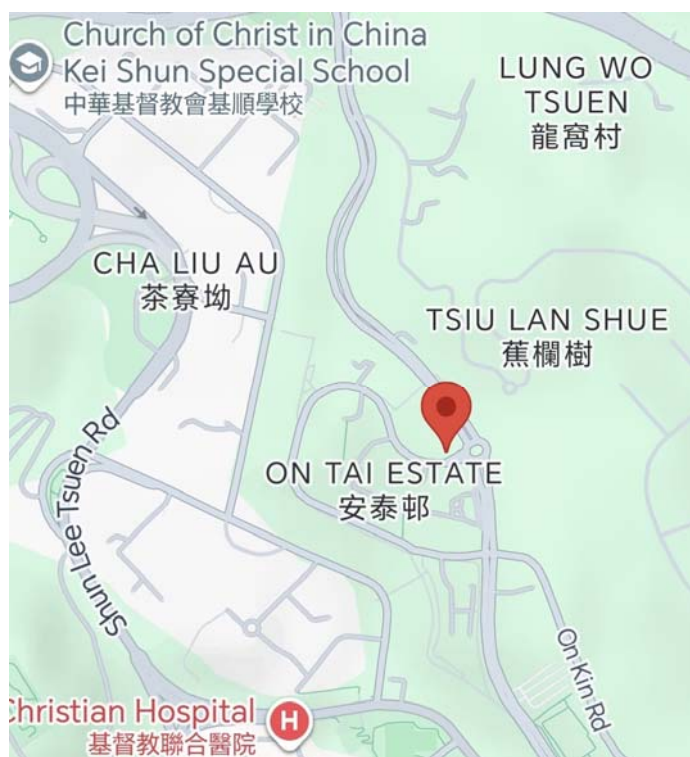 Church of Christ in China
Kei Shun Special School
中華基督教會基順學校
LUNG WO
TSUEN
龍窩村
CHA LIU AU
茶寮坳
TSIU LAN SHUE
蕉欄樹
Shun Lee Tsuen Rd
ON TAI ESTATE
安泰邨
On Kin Rd
Christian Hospital
基督教聯合醫院
H